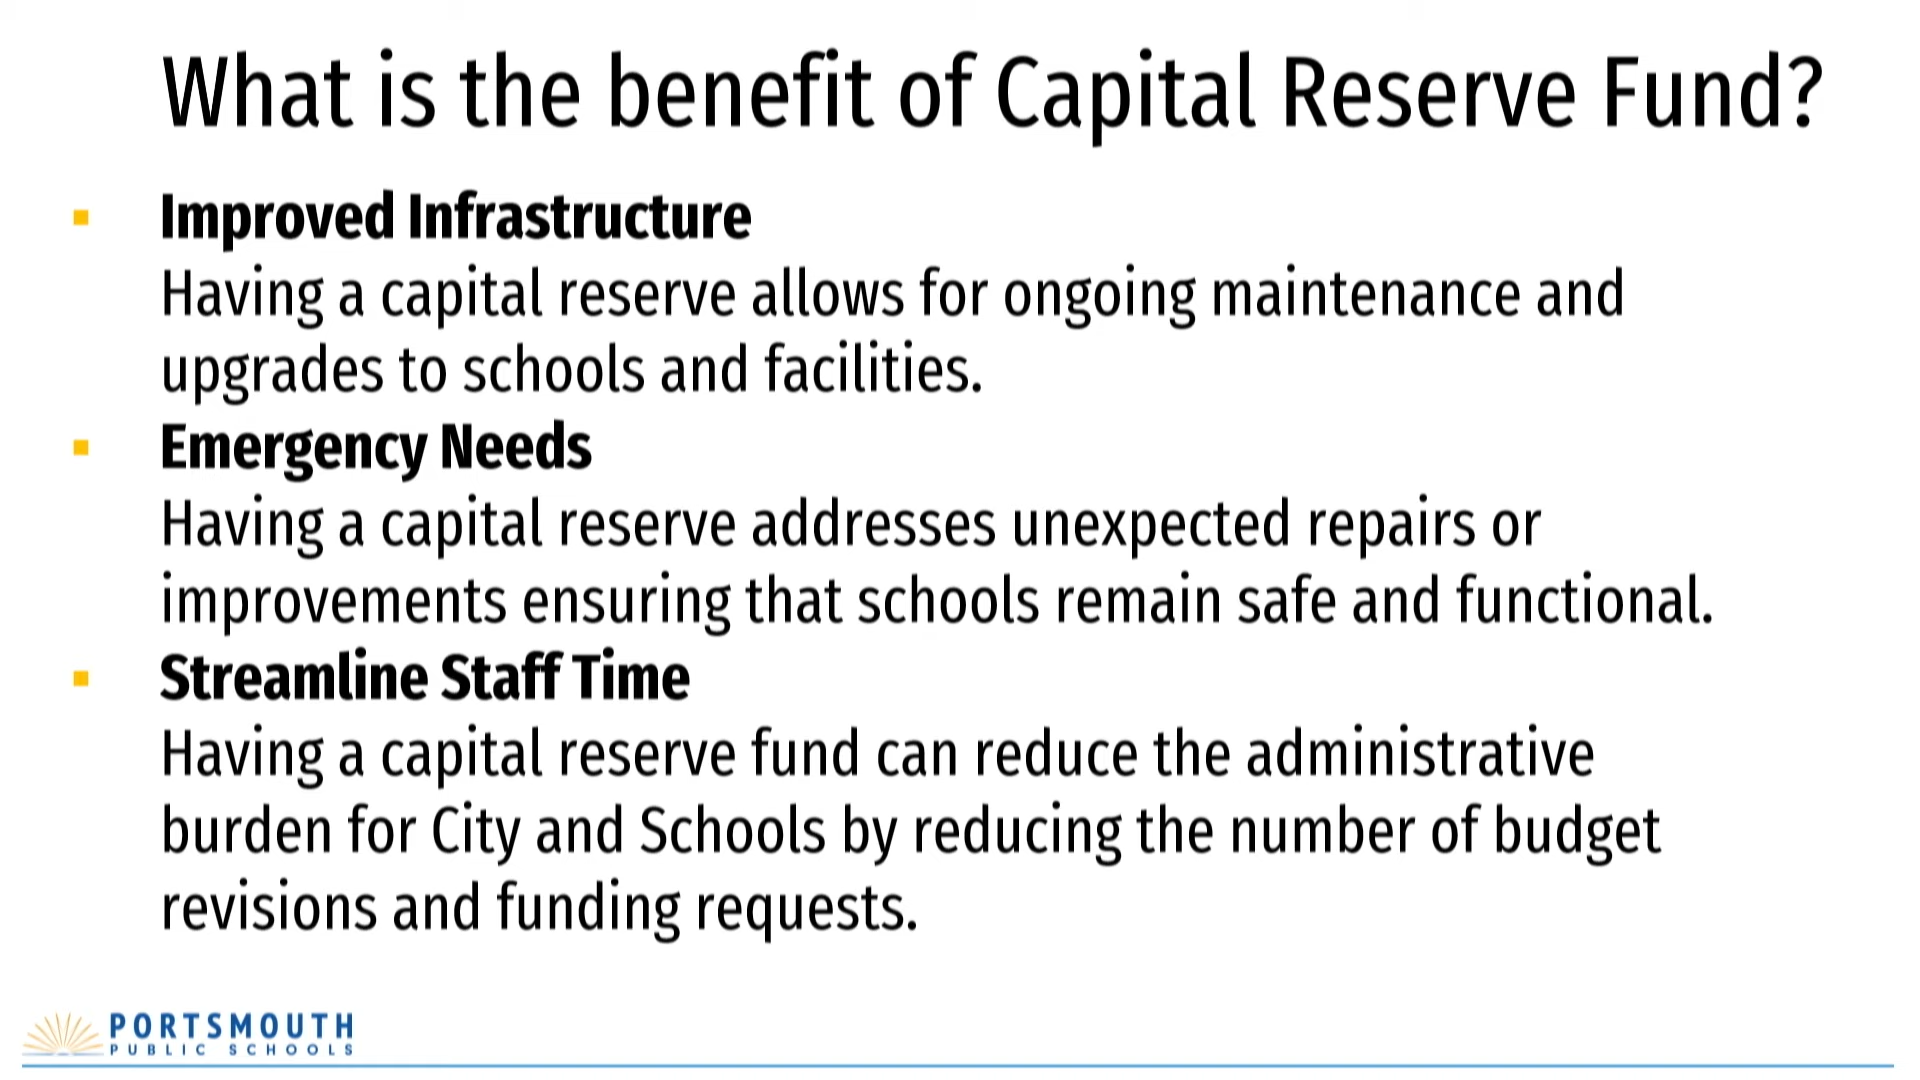 What is the benefit of Capital Reserve Fund?
▪ Improved Infrastructure
Having a capital reserve allows for ongoing maintenance and
upgrades to schools and facilities.
▪ Emergency Needs
Having a capital reserve addresses unexpected repairs or
improvements ensuring that schools remain safe and functional.
▪ Streamline Staff Time
Having a capital reserve fund can reduce the administrative
burden for City and Schools by reducing the number of budget
revisions and funding requests.
PORTSMOUTH
PUBLIC SCHOOLS